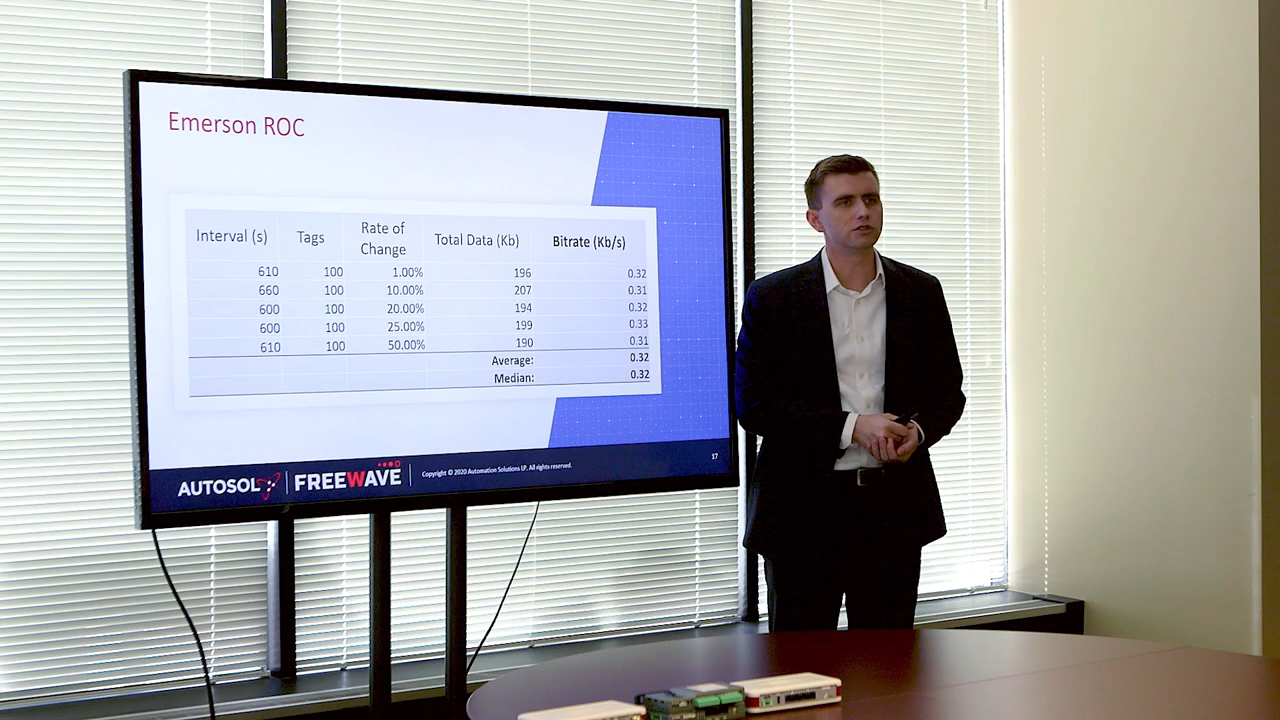 Emerson ROC
Interval (s) Tags Rate of Change Total Data (Kb) Bitrate (Kb/s)
610 100 1.00% 196 0.32
660 100 10.00% 207 0.31
600 100 20.00% 194 0.32
600 100 25.00% 199 0.33
610 100 50.00% 190 0.31
Average: 0.32
Median: 0.32
17
AUTOSOL FREEWAVE Copyright © 2020 Automation Solutions LP. All rights reserved.